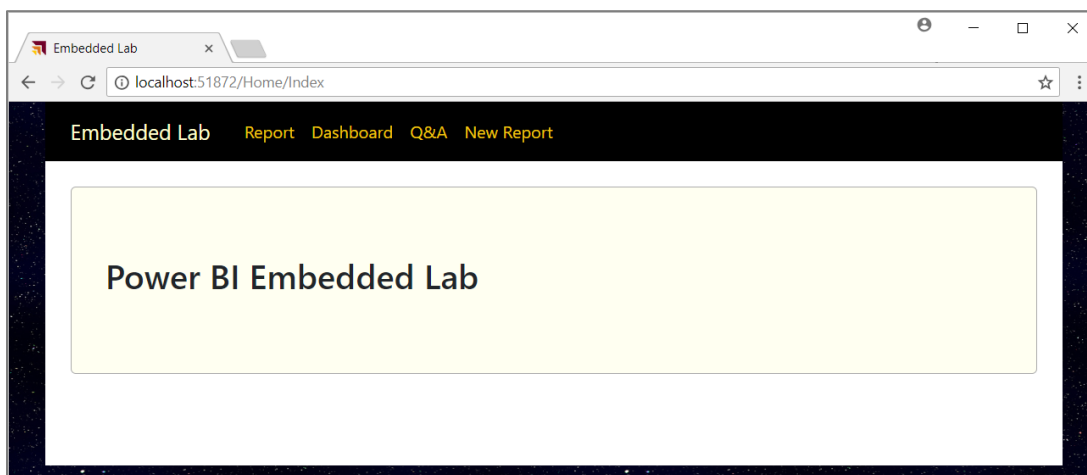 Embedded Lab
localhost:51872/Home/Index
Embedded Lab Report Dashboard Q&A New Report
Power BI Embedded Lab